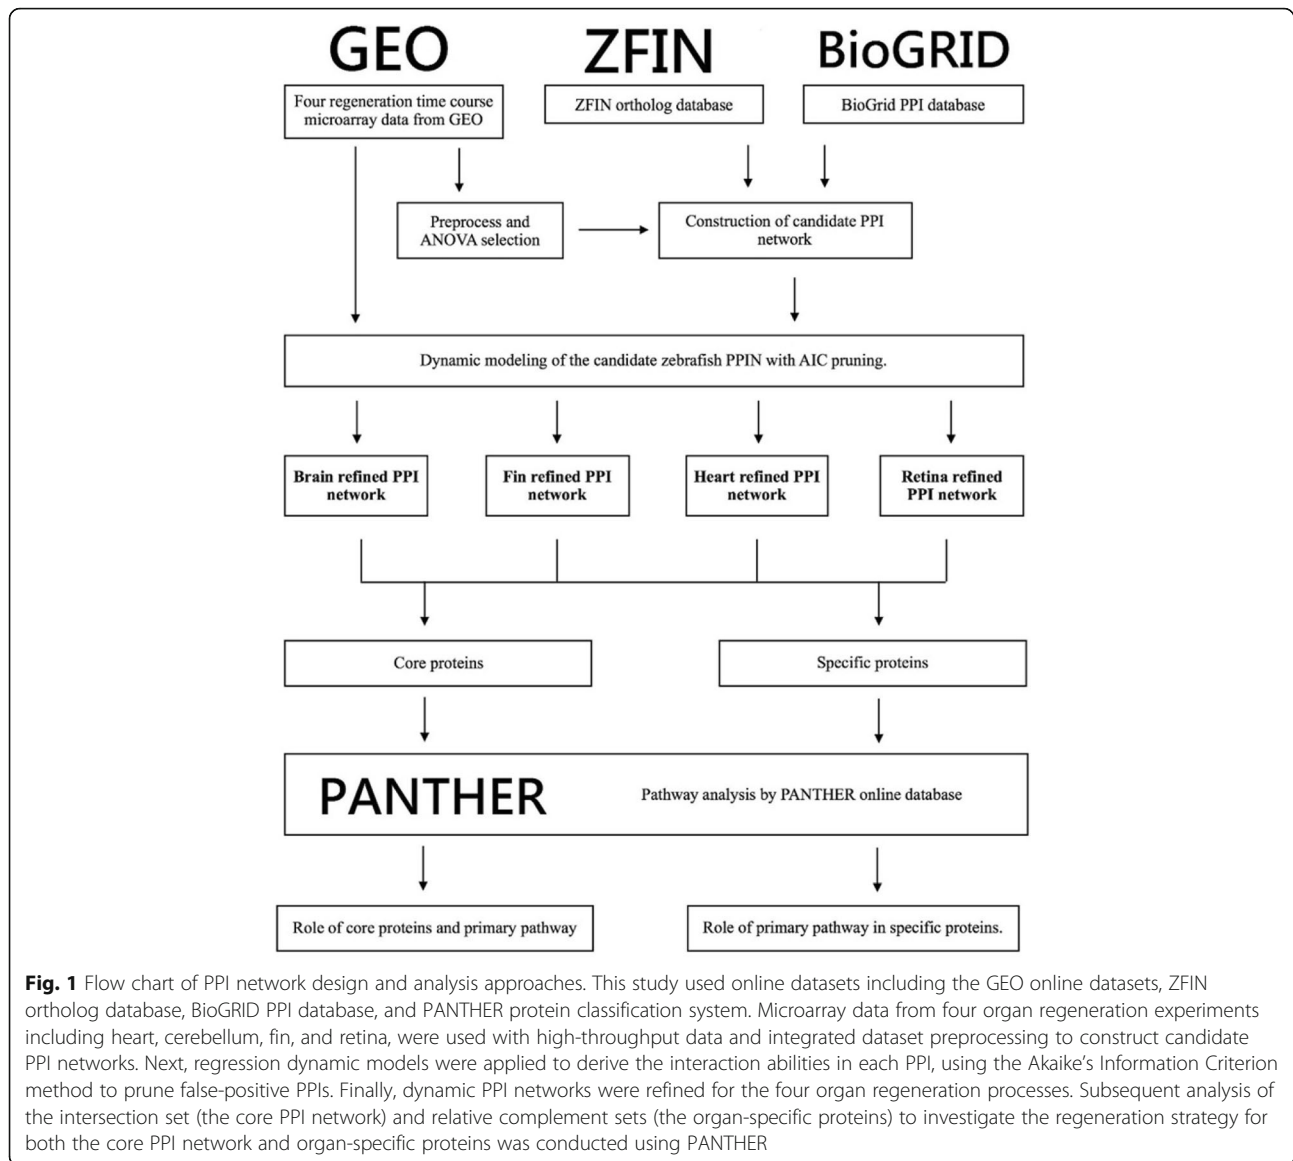 GEO
ZFIN
BioGRID
Four regeneration time course
microarray data from GEO
ZFIN ortholog database
BioGrid PPI database
Preprocess and
ANOVA selection
Construction of candidate PPI
network
Dynamic modeling of the candidate zebrafish PPIN with AIC pruning.
Brain refined PPI
network
Fin refined PPI
network
Heart refined PPI
network
Retina refined
PPI network
Core proteins
Specific proteins
PANTHER
Pathway analysis by PANTHER online database
Role of core proteins and primary pathway
Role of primary pathway in specific proteins.
Fig. 1 Flow chart of PPI network design and analysis approaches. This study used online datasets including the GEO online datasets, ZFIN
ortholog database, BioGRID PPI database, and PANTHER protein classification system. Microarray data from four organ regeneration experiments
including heart, cerebellum, fin, and retina, were used with high-throughput data and integrated dataset preprocessing to construct candidate
PPI networks. Next, regression dynamic models were applied to derive the interaction abilities in each PPI, using the Akaike's Information Criterion
method to prune false-positive PPIs. Finally, dynamic PPI networks were refined for the four organ regeneration processes. Subsequent analysis of
the intersection set (the core PPI network) and relative complement sets (the organ-specific proteins) to investigate the regeneration strategy for
both the core PPI network and organ-specific proteins was conducted using PANTHER